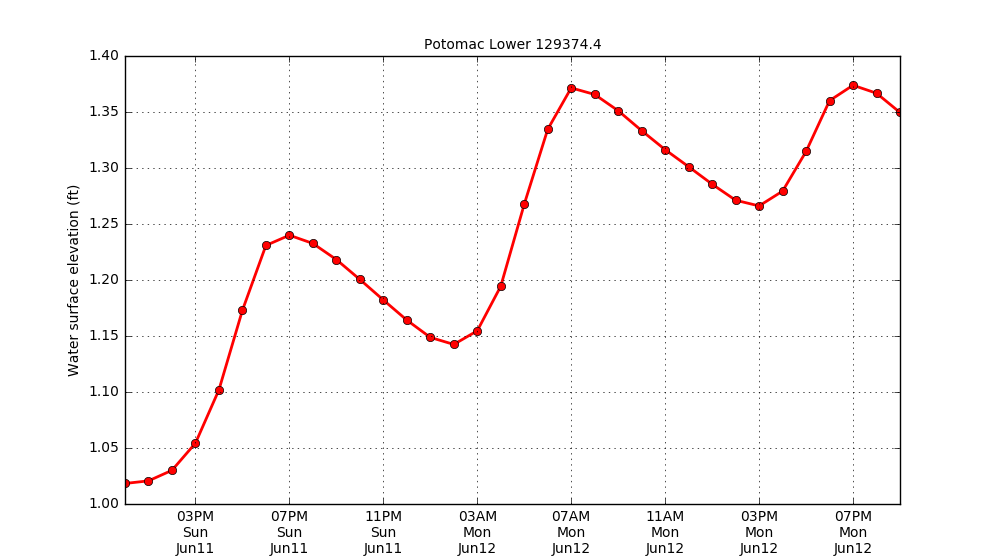 Potomac Lower 129374.4
Water surface elevation (ft)
1.40
1.35
1.30
1.25
1.20
1.15
1.10
1.05
1.00
03PM 07PM 11PM 03AM 07AM 11AM 03PM 07PM
Sun Sun Sun Mon Mon Mon Mon Mon
Jun11 Jun11 Jun11 Jun12 Jun12 Jun12 Jun12 Jun12